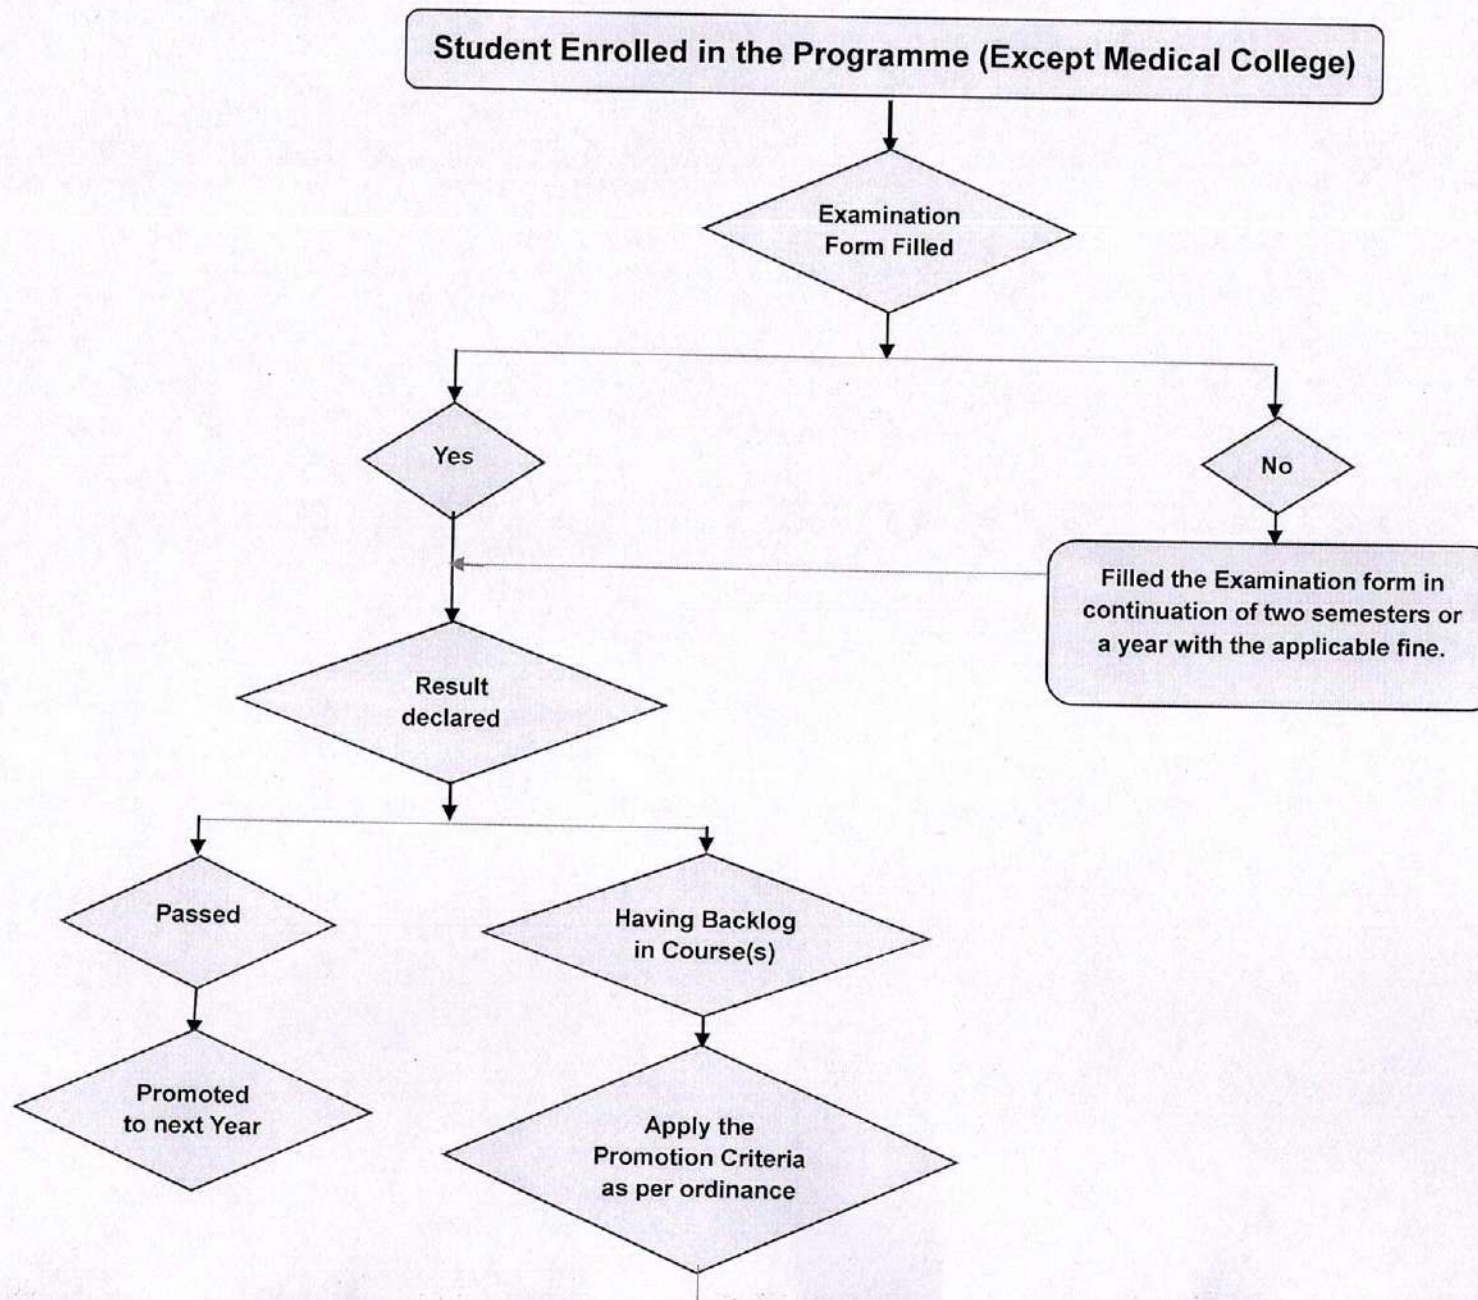 Student Enrolled in the Programme (Except Medical College)
Examination
Form Filled
Yes
No
Filled the Examination form in
continuation of two semesters or
a year with the applicable fine.
Result
declared
Passed
Having Backlog
in Course(s)
Promoted
to next Year
Apply the
Promotion Criteria
as per ordinance